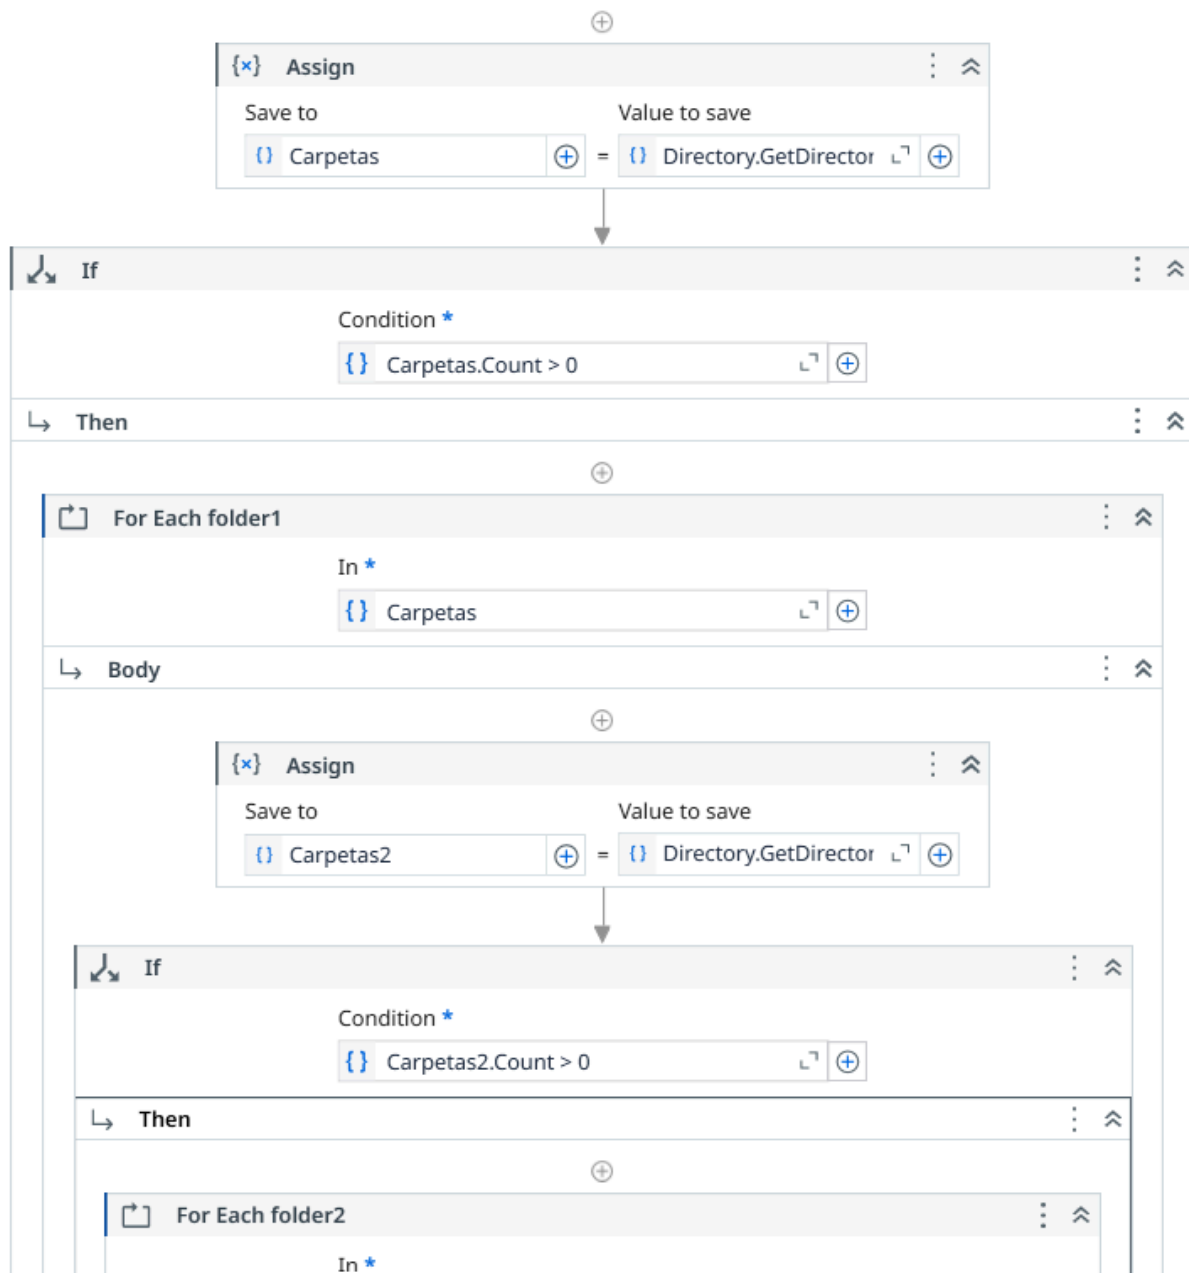 Assign
Save to Value to save
Carpetas = Directory.GetDirector
If
Condition *
Carpetas.Count > 0
Then
For Each folder1
In *
Carpetas
Body
Assign
Save to Value to save
Carpetas2 = Directory.GetDirector
If
Condition *
Carpetas2.Count > 0
Then
For Each folder2
In *